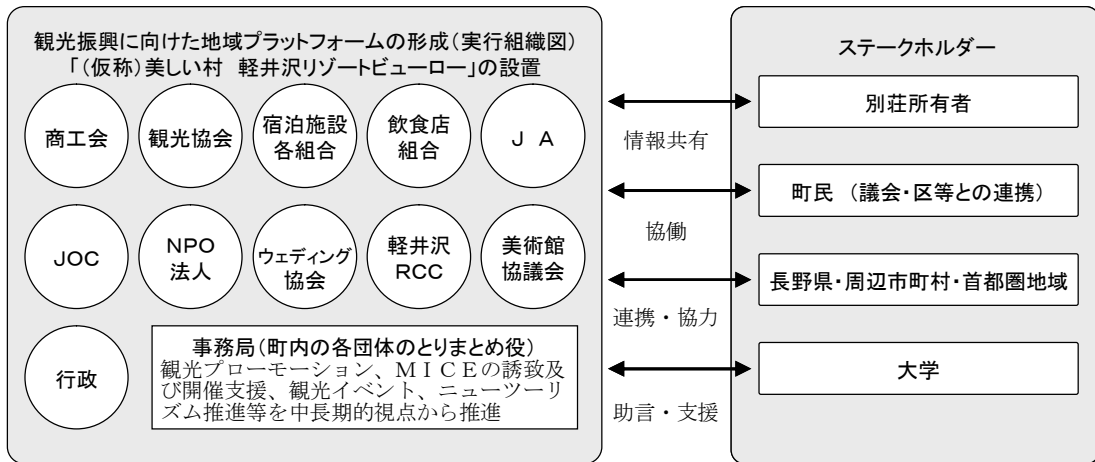 観光振興に向けた地域プラットフォームの形成(実行組織図)
「(仮称)美しい村 軽井沢リゾートビューロー」の設置
商工会
観光協会
宿泊施設
各組合
飲食店
組合
J A
JOC
NPO
法人
ウェディング
協会
軽井沢
RCC
美術館
協議会
行政
事務局(町内の各団体のとりまとめ役)
観光プローモーション、MICEの誘致及
び開催支援、観光イベント、ニューツーリ
ズム推進等を中長期的視点から推進
情報共有
協働
連携・協力
助言・支援
ステークホルダー
別荘所有者
町民 (議会・区等との連携)
長野県・周辺市町村・首都圏地域
大学